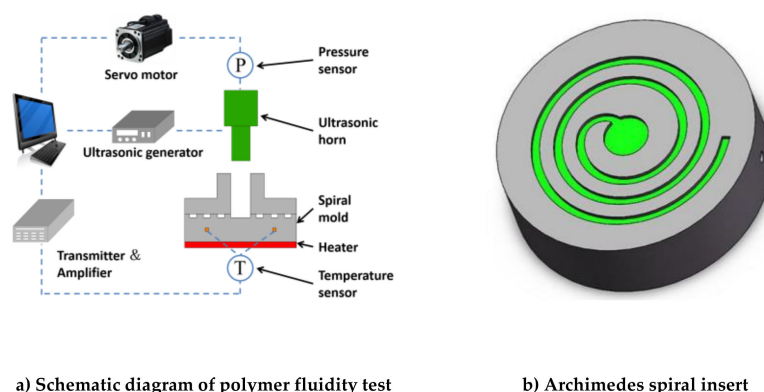 Servo motor
P
Pressure
sensor
Ultrasonic generator
Ultrasonic
horn
Spiral
mold
Heater
Transmitter &
Amplifier
T
Temperature
sensor
a) Schematic diagram of polymer fluidity test
b) Archimedes spiral insert